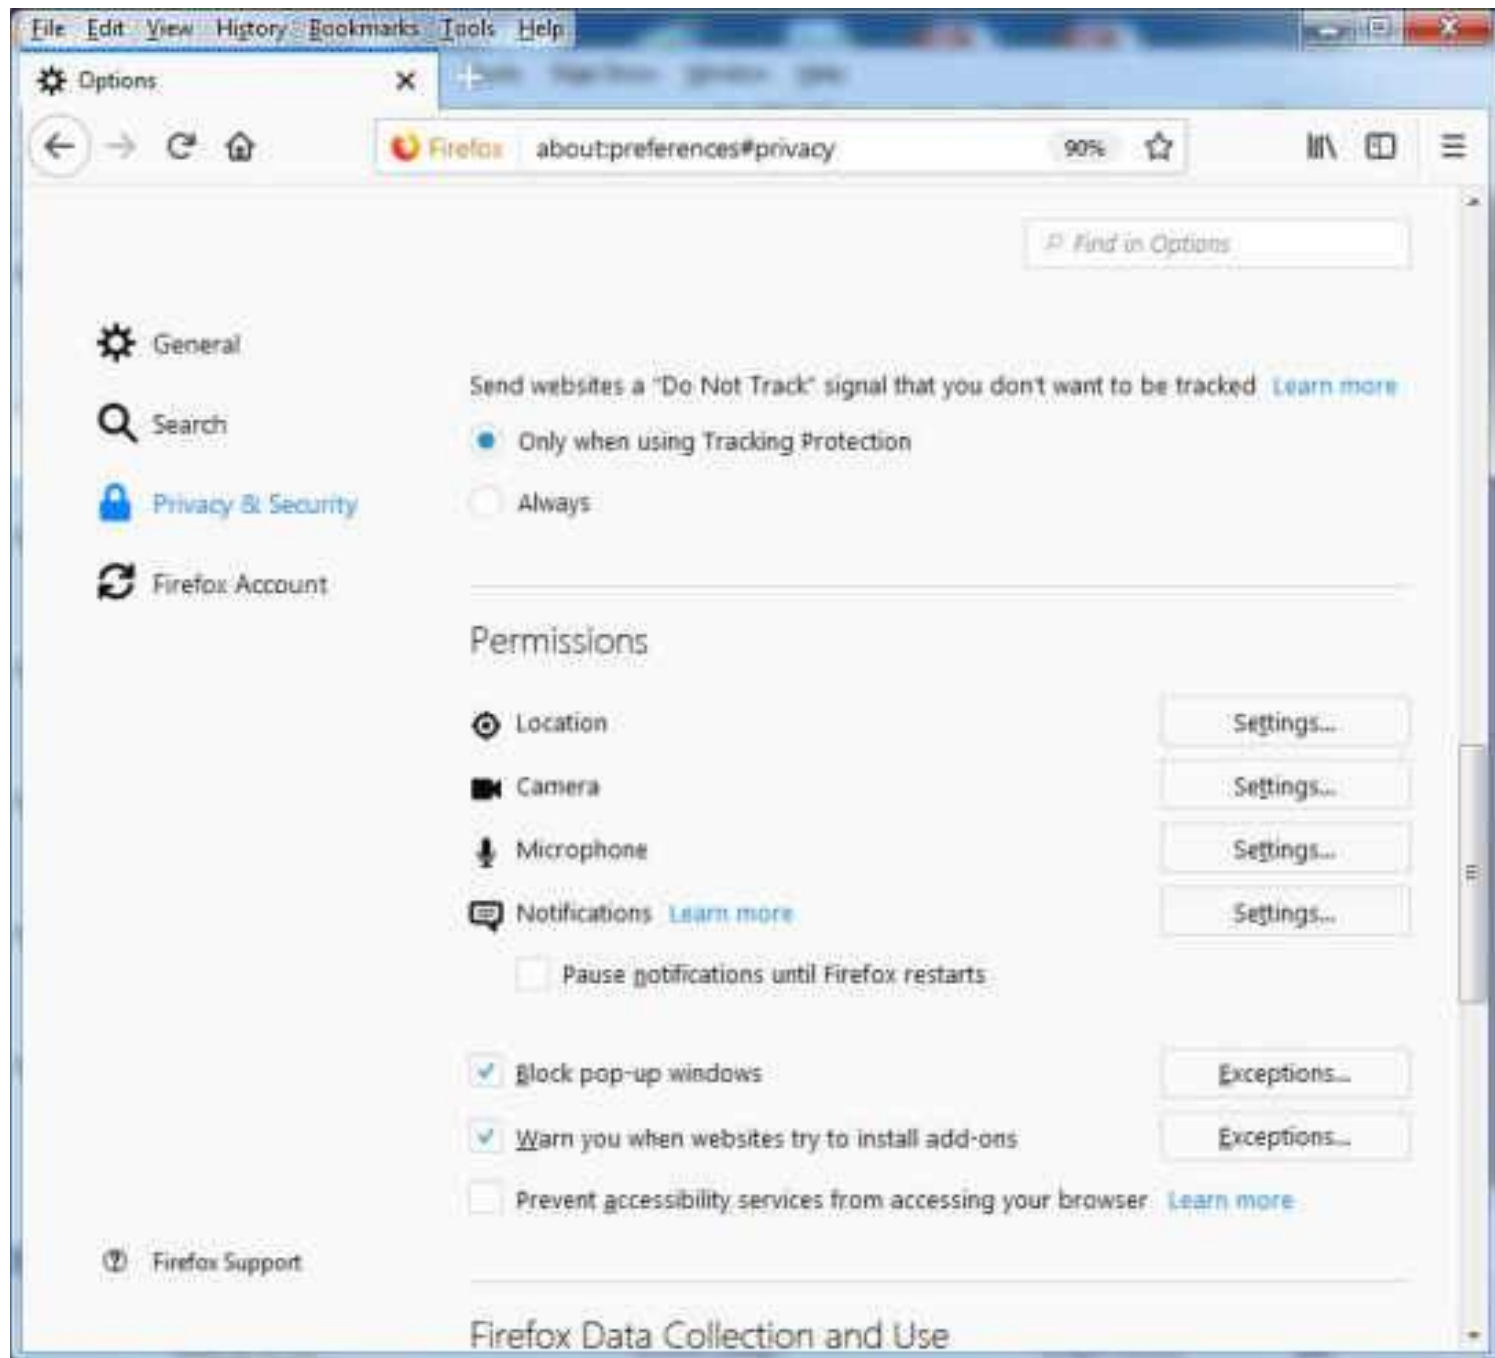 File Edit View History Bookmarks Tools Help
Options
Firefox about:preferences#privacy 90%
Find in Options
General
Search
Privacy & Security
Firefox Account
Send websites a "Do Not Track" signal that you don't want to be tracked Learn more
Only when using Tracking Protection
Always
Permissions
Location Settings...
Camera Settings...
Microphone Settings...
Notifications Learn more Settings...
Pause notifications until Firefox restarts
Block pop-up windows Exceptions...
Warn you when websites try to install add-ons Exceptions...
Prevent accessibility services from accessing your browser Learn more
Firefox Support
Firefox Data Collection and Use